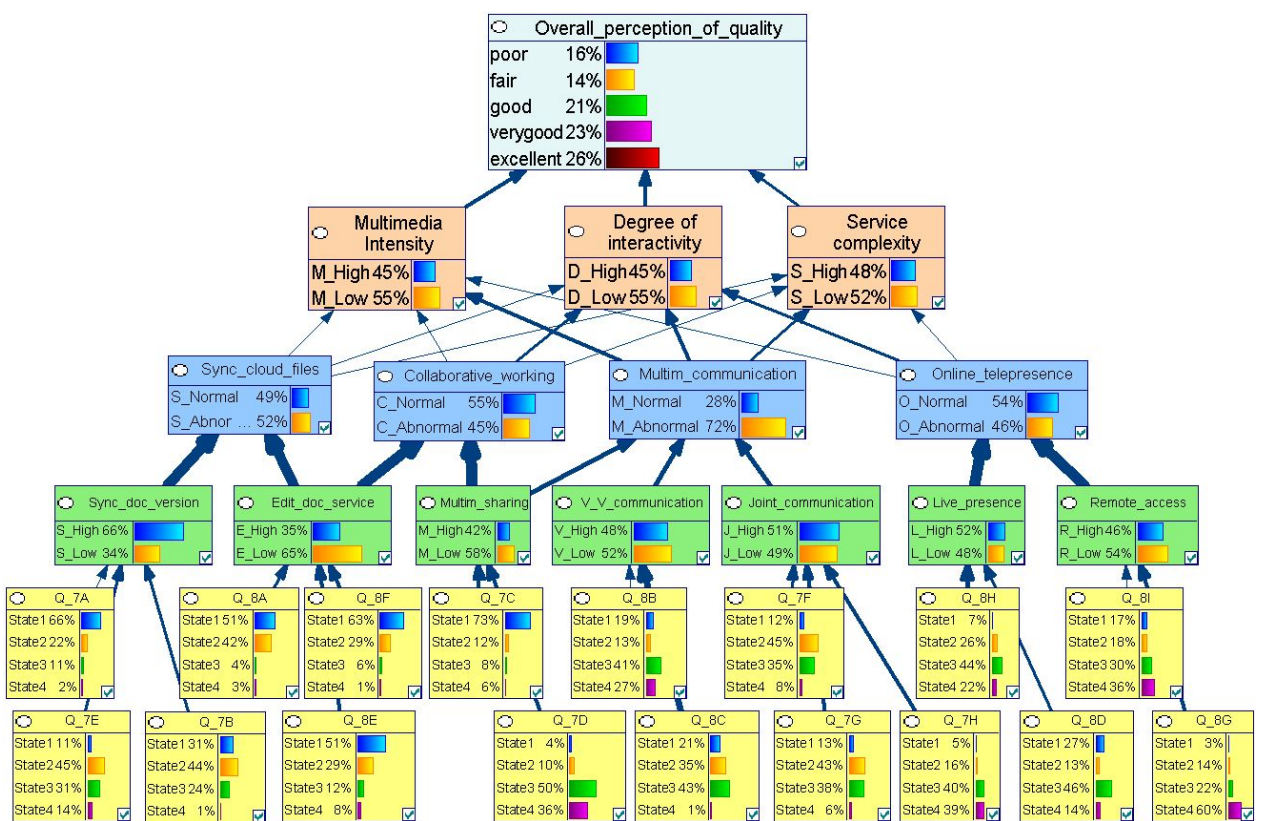 Overall_perception_of_quality
poor 16%
fair 14%
good 21%
verygood 23%
excellent 26%
Multimedia
Intensity
M_High 45%
M_Low 55%
Degree of
interactivity
D_High 45%
D_Low 55%
Service
complexity
S_High 48%
S_Low 52%
Sync_cloud_files
S_Normal 49%
S_Abnor ... 52%
Collaborative_working
C_Normal 55%
C_Abnormal 45%
Multim_communication
M_Normal 28%
M_Abnormal 72%
Online_telepresence
O_Normal 54%
O_Abnormal 46%
Sync_doc_version
S_High 66%
S_Low 34%
Edit_doc_service
E_High 35%
E_Low 65%
Multim_sharing
M_High 42%
M_Low 58%
V_V_communication
V_High 48%
V_Low 52%
Joint_communication
J_High 51%
J_Low 49%
Live_presence
L_High 52%
L_Low 48%
Remote_access
R_High 46%
R_Low 54%
Q_7A
State1 66%
State2 22%
State3 11%
State4 2%
Q_8A
State1 51%
State2 42%
State3 4%
State4 3%
Q_8F
State1 63%
State2 29%
State3 6%
State4 1%
Q_7C
State1 73%
State2 12%
State3 8%
State4 6%
Q_8B
State1 19%
State2 13%
State3 41%
State4 27%
Q_7F
State1 12%
State2 45%
State3 35%
State4 8%
Q_8H
State1 7%
State2 26%
State3 44%
State4 22%
Q_8I
State1 17%
State2 18%
State3 30%
State4 36%
Q_7E
State1 11%
State2 45%
State3 31%
State4 14%
Q_7B
State1 31%
State2 44%
State3 24%
State4 1%
Q_8E
State1 51%
State2 29%
State3 12%
State4 8%
Q_7D
State1 4%
State2 10%
State3 50%
State4 36%
Q_8C
State1 21%
State2 35%
State3 43%
State4 1%
Q_7G
State1 13%
State2 43%
State3 38%
State4 6%
Q_7H
State1 5%
State2 16%
State3 40%
State4 39%
Q_8D
State1 27%
State2 13%
State3 46%
State4 14%
Q_8G
State1 3%
State2 14%
State3 22%
State4 60%